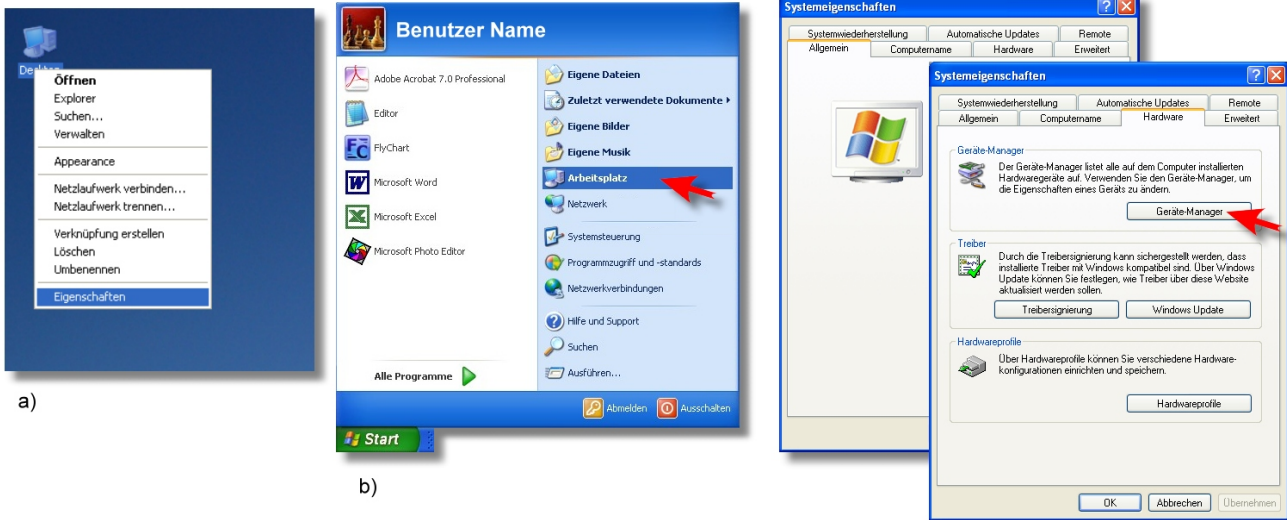 Desktop
Öffnen
Explorer
Suchen...
Verwalten
Appearance
Netzlaufwerk verbinden...
Netzlaufwerk trennen...
Verknüpfung erstellen
Löschen
Umbenennen
Eigenschaften
a)
Benutzer Name
Adobe Acrobat 7.0 Professional
Editor
FlyChart
Microsoft Word
Microsoft Excel
Microsoft Photo Editor
Alle Programme
Eigene Dateien
Zuletzt verwendete Dokumente
Eigene Bilder
Eigene Musik
Arbeitsplatz
Netzwerk
Systemsteuerung
Programmzugriff und -standards
Netzwerkverbindungen
Hilfe und Support
Suchen
Ausführen...
Abmelden Ausschalten
Start
b)
Systemeigenschaften
Systemwiederherstellung Automatische Updates Remote
Allgemein Computername Hardware Erweitert
Systemeigenschaften
Systemwiederherstellung Automatische Updates Remote
Allgemein Computername Hardware Erweitert
Geräte-Manager
Der Geräte-Manager listet alle auf dem Computer installierten
Hardwaregeräte auf. Verwenden Sie den Geräte-Manager, um
die Eigenschaften eines Geräts zu ändern.
Geräte-Manager
Treiber
Durch die Treibersignierung kann sichergestellt werden, dass
installierte Treiber mit Windows kompatibel sind. Über Windows
Update können Sie festlegen, wie Treiber über diese Website
aktualisiert werden sollen.
Treibersignierung Windows Update
Hardwareprofile
Über Hardwareprofile können Sie verschiedene Hardware-
konfigurationen einrichten und speichern.
Hardwareprofile
OK Abbrechen Übernehmen